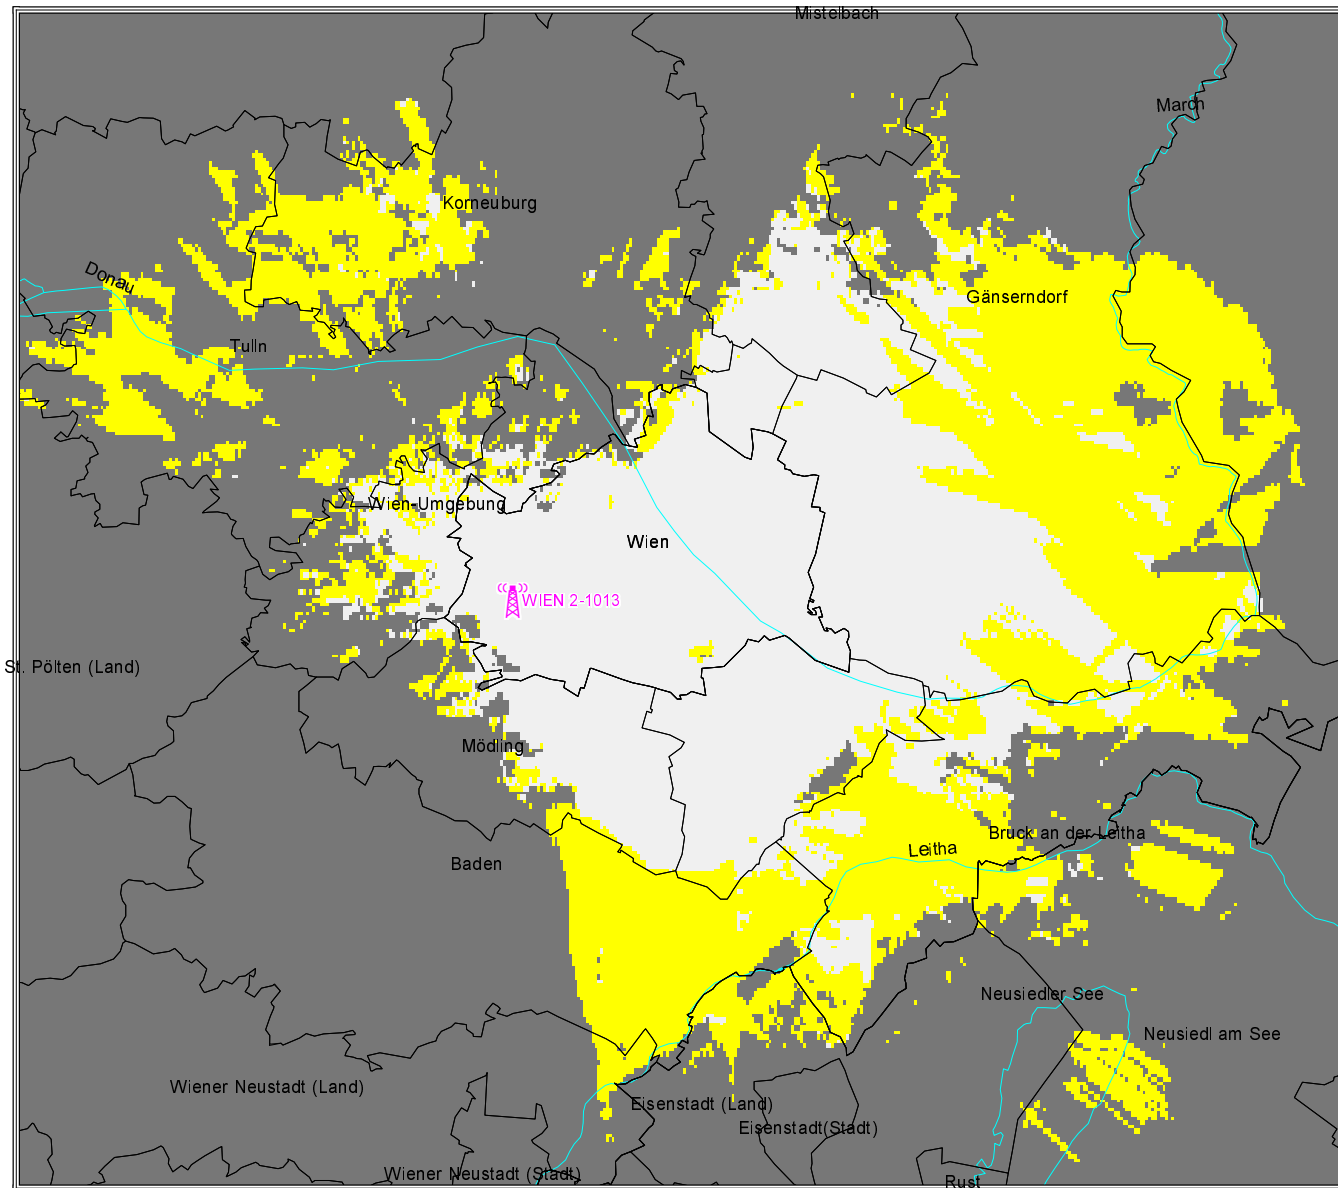 Mistelbach
March
Korneuburg
Donau
Gänserndorf
Tulln
Wien-Umgebung
Wien
WIEN 2-1013
St. Pölten (Land)
Mödling
Bruck an der Leitha
Leitha
Baden
Neusiedler See
Neusiedl am See
Wiener Neustadt (Land)
Eisenstadt (Land)
Eisenstadt(Stadt)
Wiener Neustadt (Stadt)
Rust